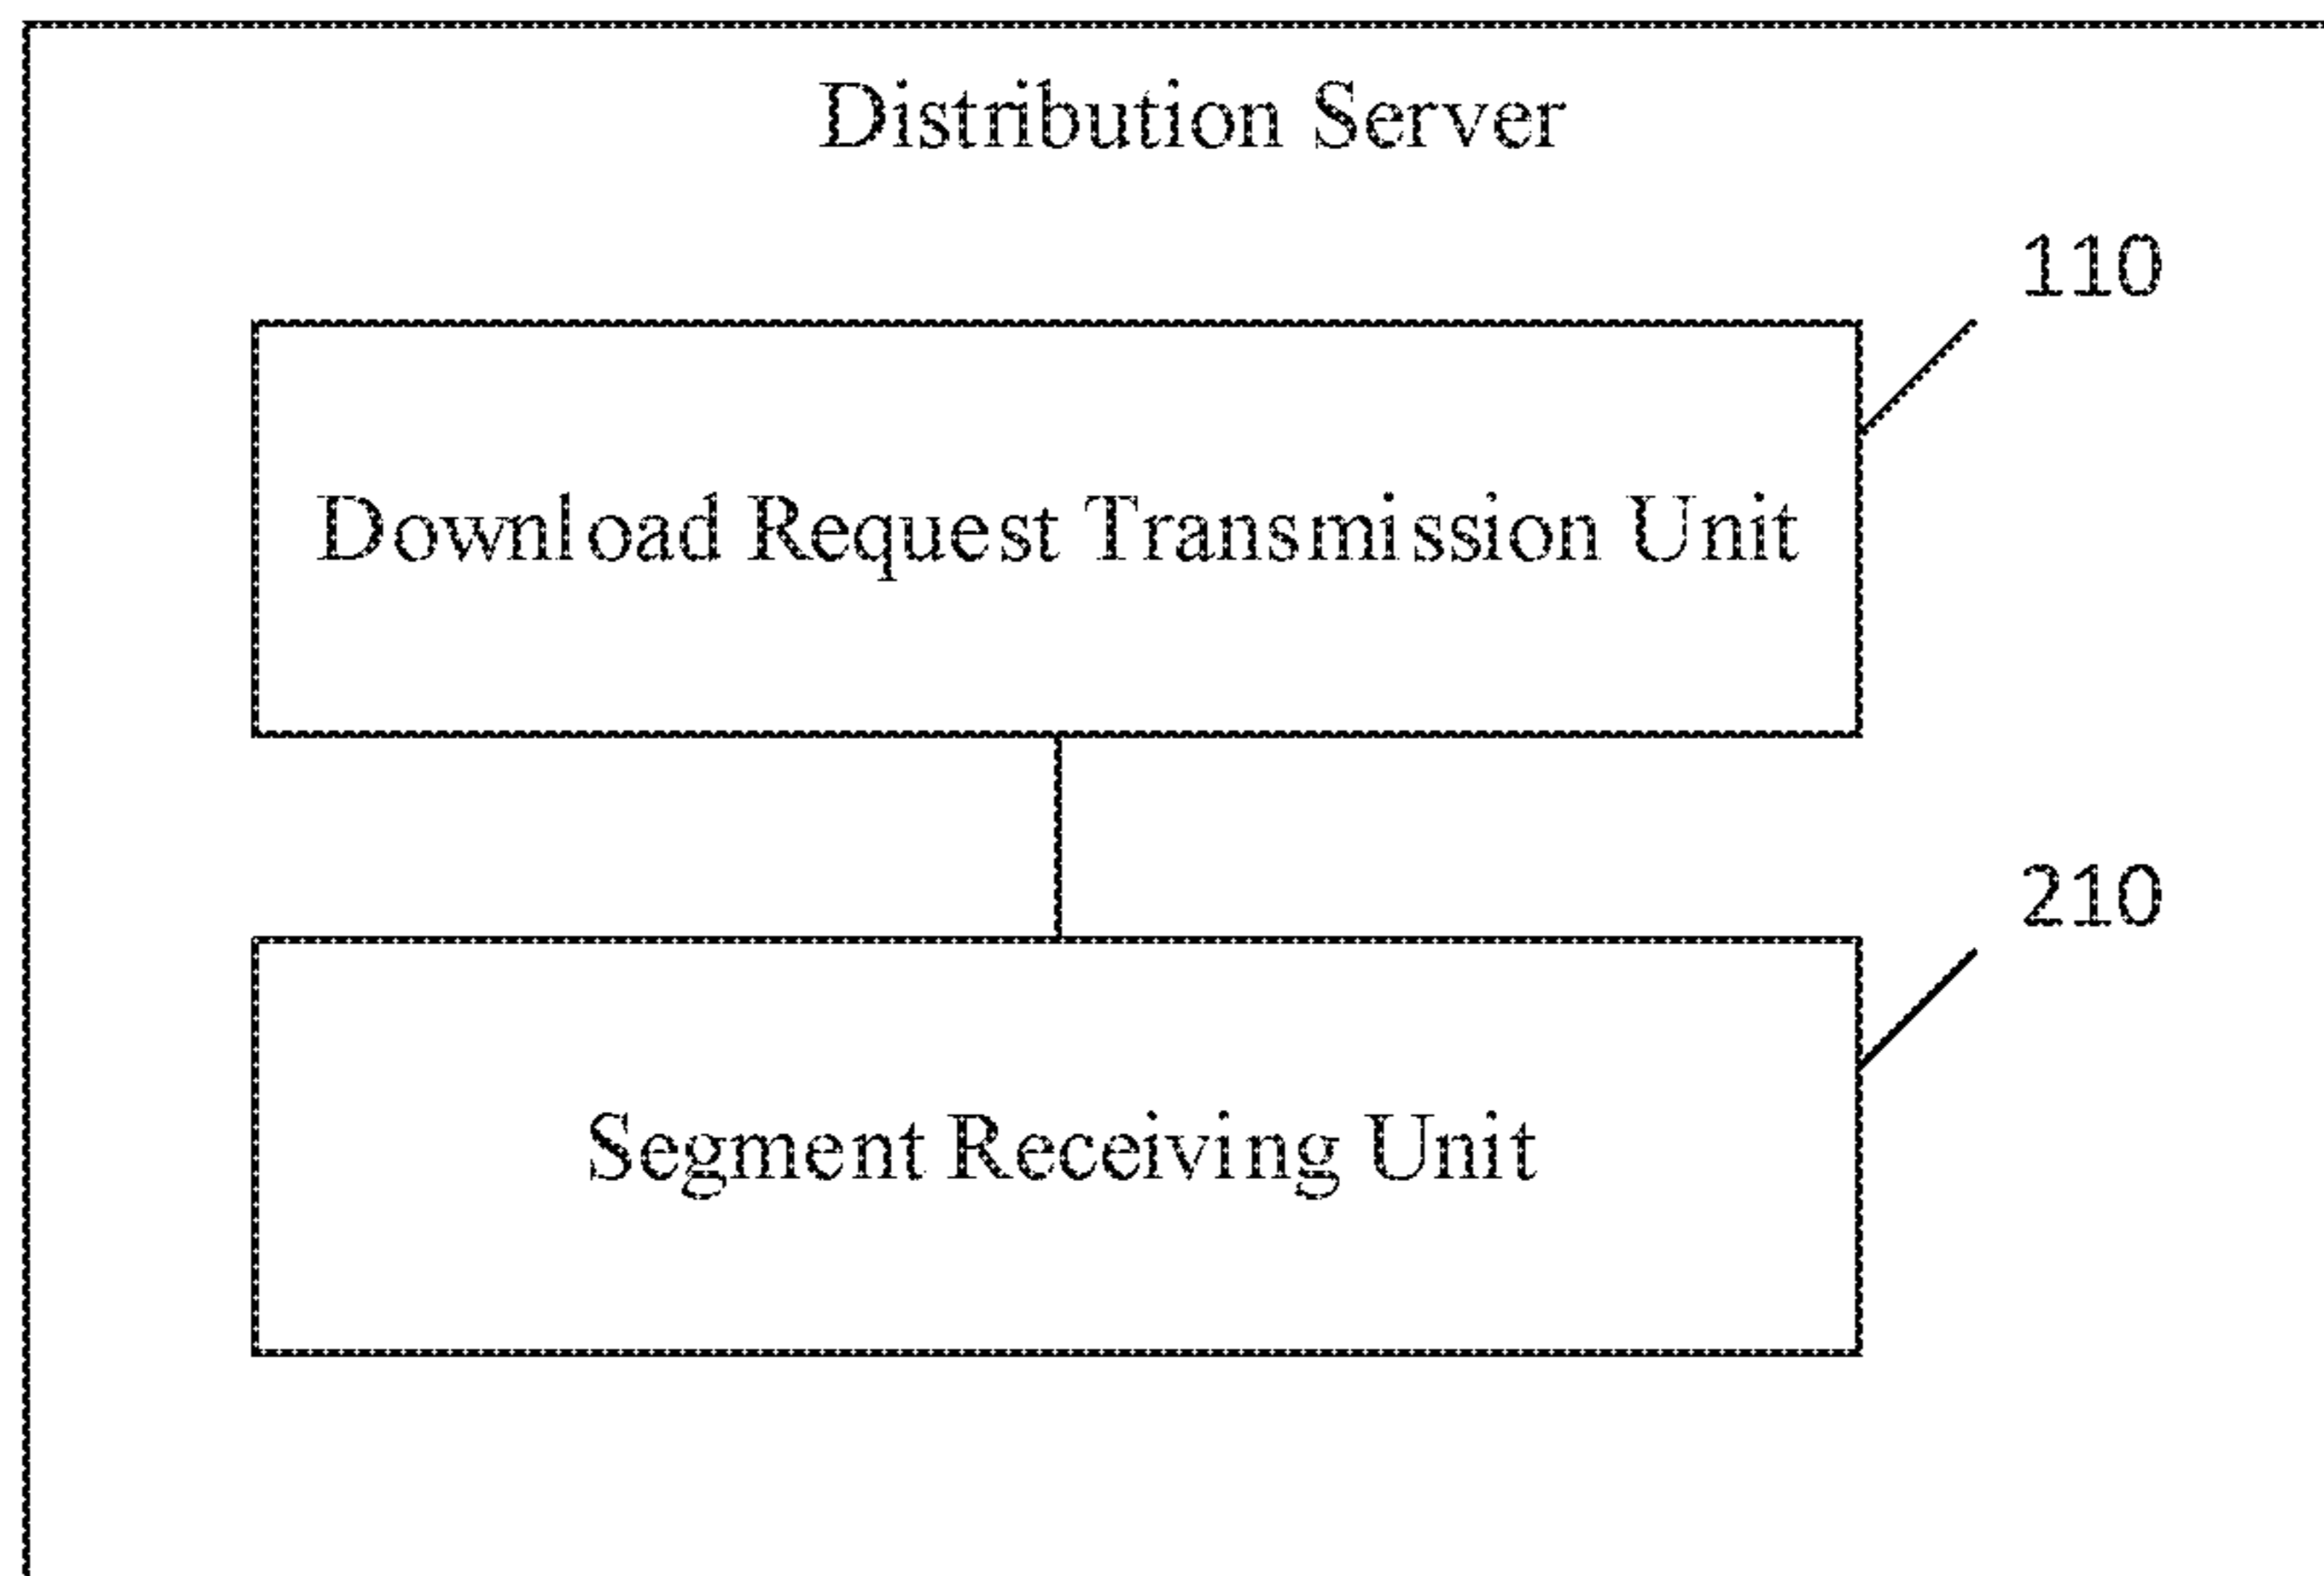 Distribution Server
110
Download Request Transmission Unit
210
Segment Receiving Unit